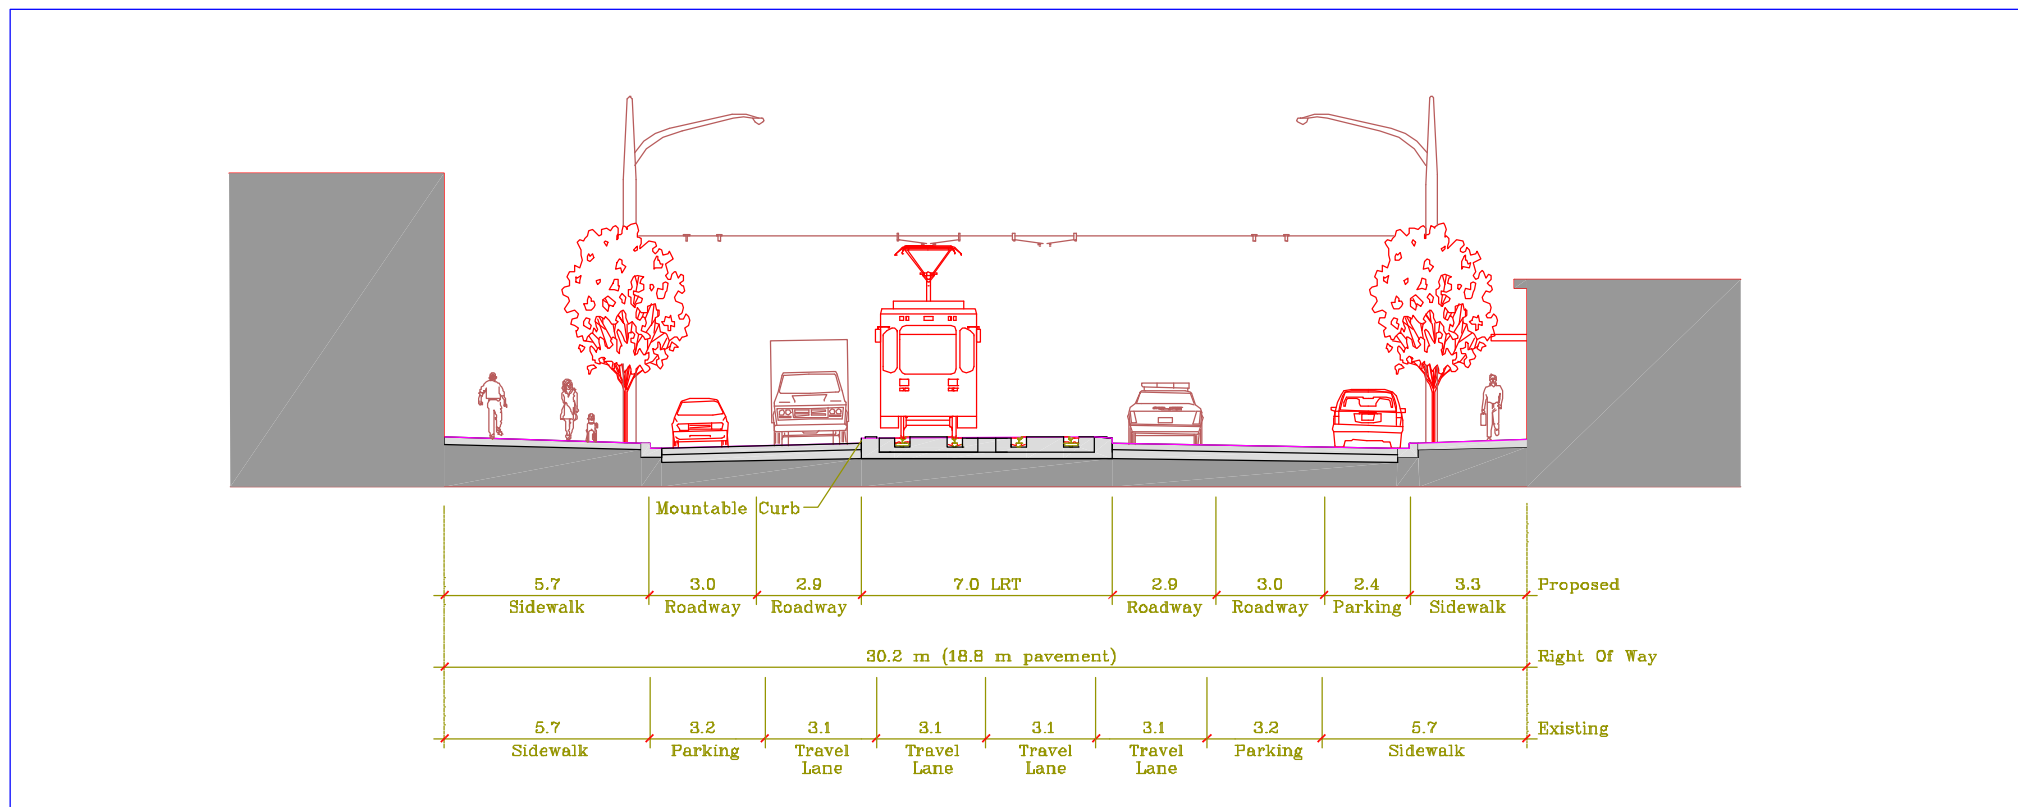 Mountable Curb
5.7 3.0 2.9 7.0 LRT 2.9 3.0 2.4 3.3 Proposed
Sidewalk Roadway Roadway Roadway Roadway Parking Sidewalk
30.2 m (18.8 m pavement) Right Of Way
5.7 3.2 3.1 3.1 3.1 3.1 3.2 5.7 Existing
Sidewalk Parking Travel Travel Travel Travel Parking Sidewalk
Lane Lane Lane Lane